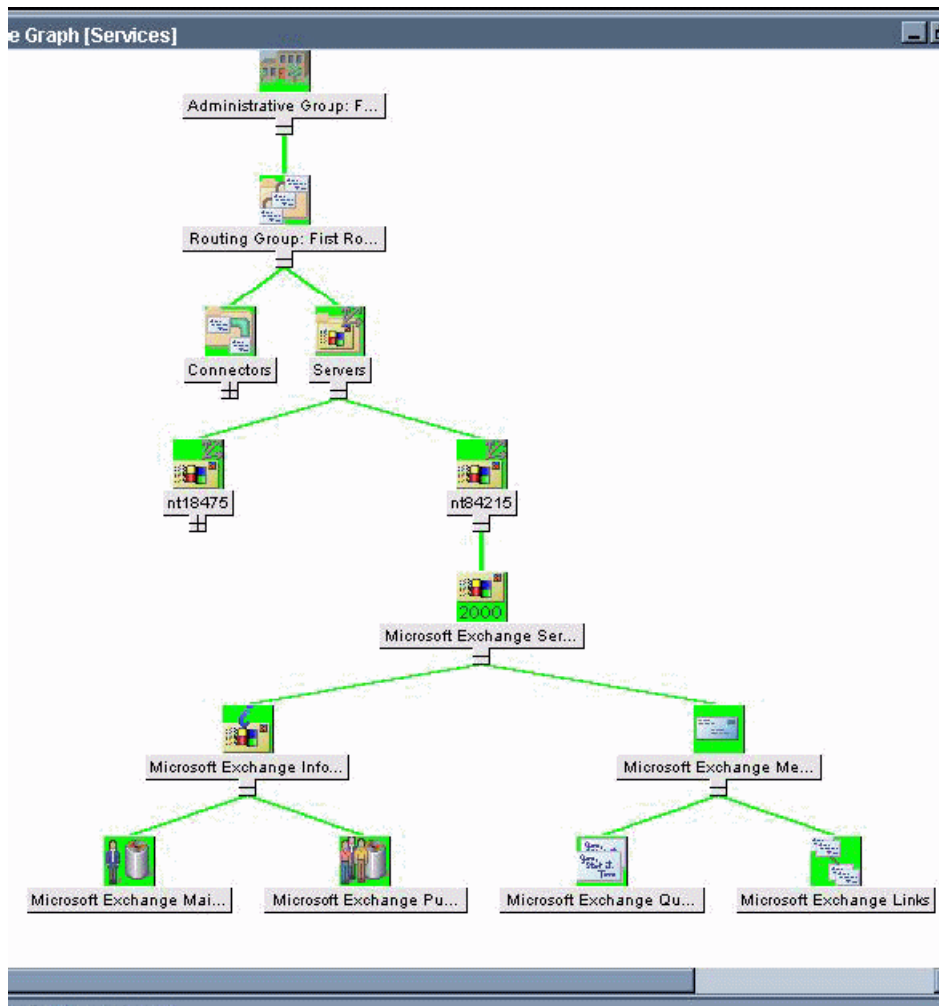 e Graph [Services]
Administrative Group: F...
Routing Group: First Ro...
Connectors
Servers
nt18475
nt84215
2000
Microsoft Exchange Ser...
Microsoft Exchange Info...
Microsoft Exchange Me...
Microsoft Exchange Mai...
Microsoft Exchange Pu...
Microsoft Exchange Qu...
Microsoft Exchange Links